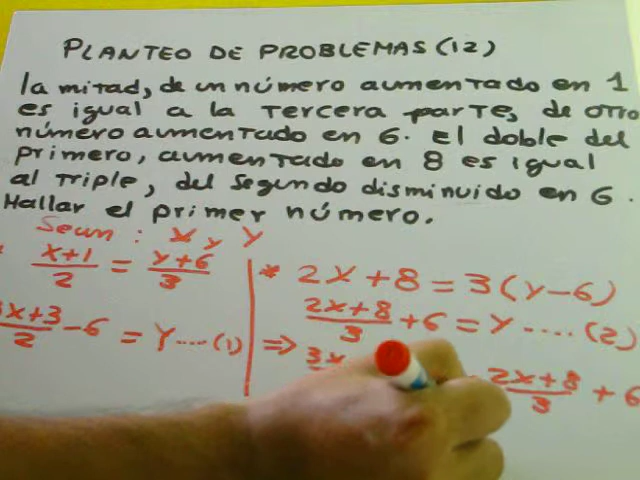 PLANTEO DE PROBLEMAS (12)
la mitad, de un número aumentado en 1
es igual a la Tercera parte, de otro
número aumentado en 6. El doble del
primero, aumentado en 8 es igual
al triple, del segundo disminuido en 6.
Hallar el primer número.
Sean : x y y
x+1/2 = y+6/3
* 2x+8 = 3(y-6)
3x+3/2 - 6 = y .... (1)
2x+8/3 + 6 = y .... (2)
⇒ 3x
2x+8/3 + 6